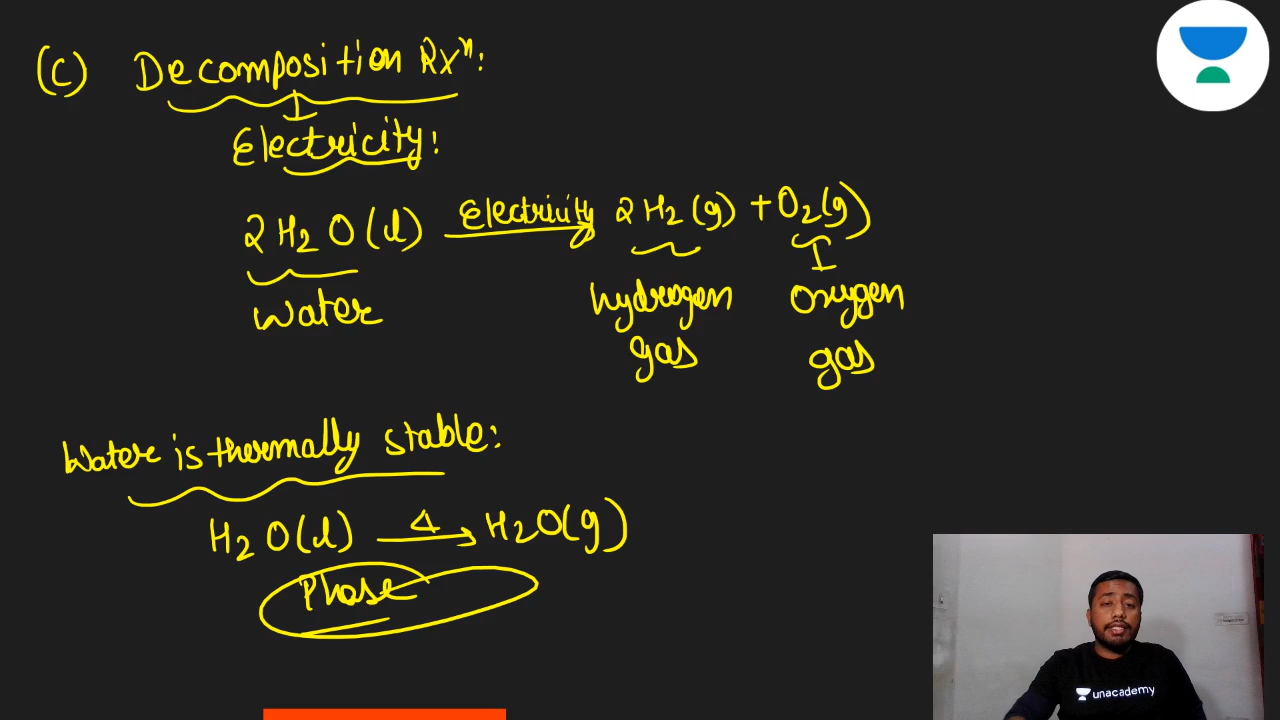 (C) Decomposition Rxⁿ:
Electricity:
2H₂O(l) Electricity→ 2H₂(g) + O₂(g)
Water hydrogen gas Oxygen gas
Water is thermally stable:
H₂O(l) Δ→ H₂O(g)
Phase
unacademy